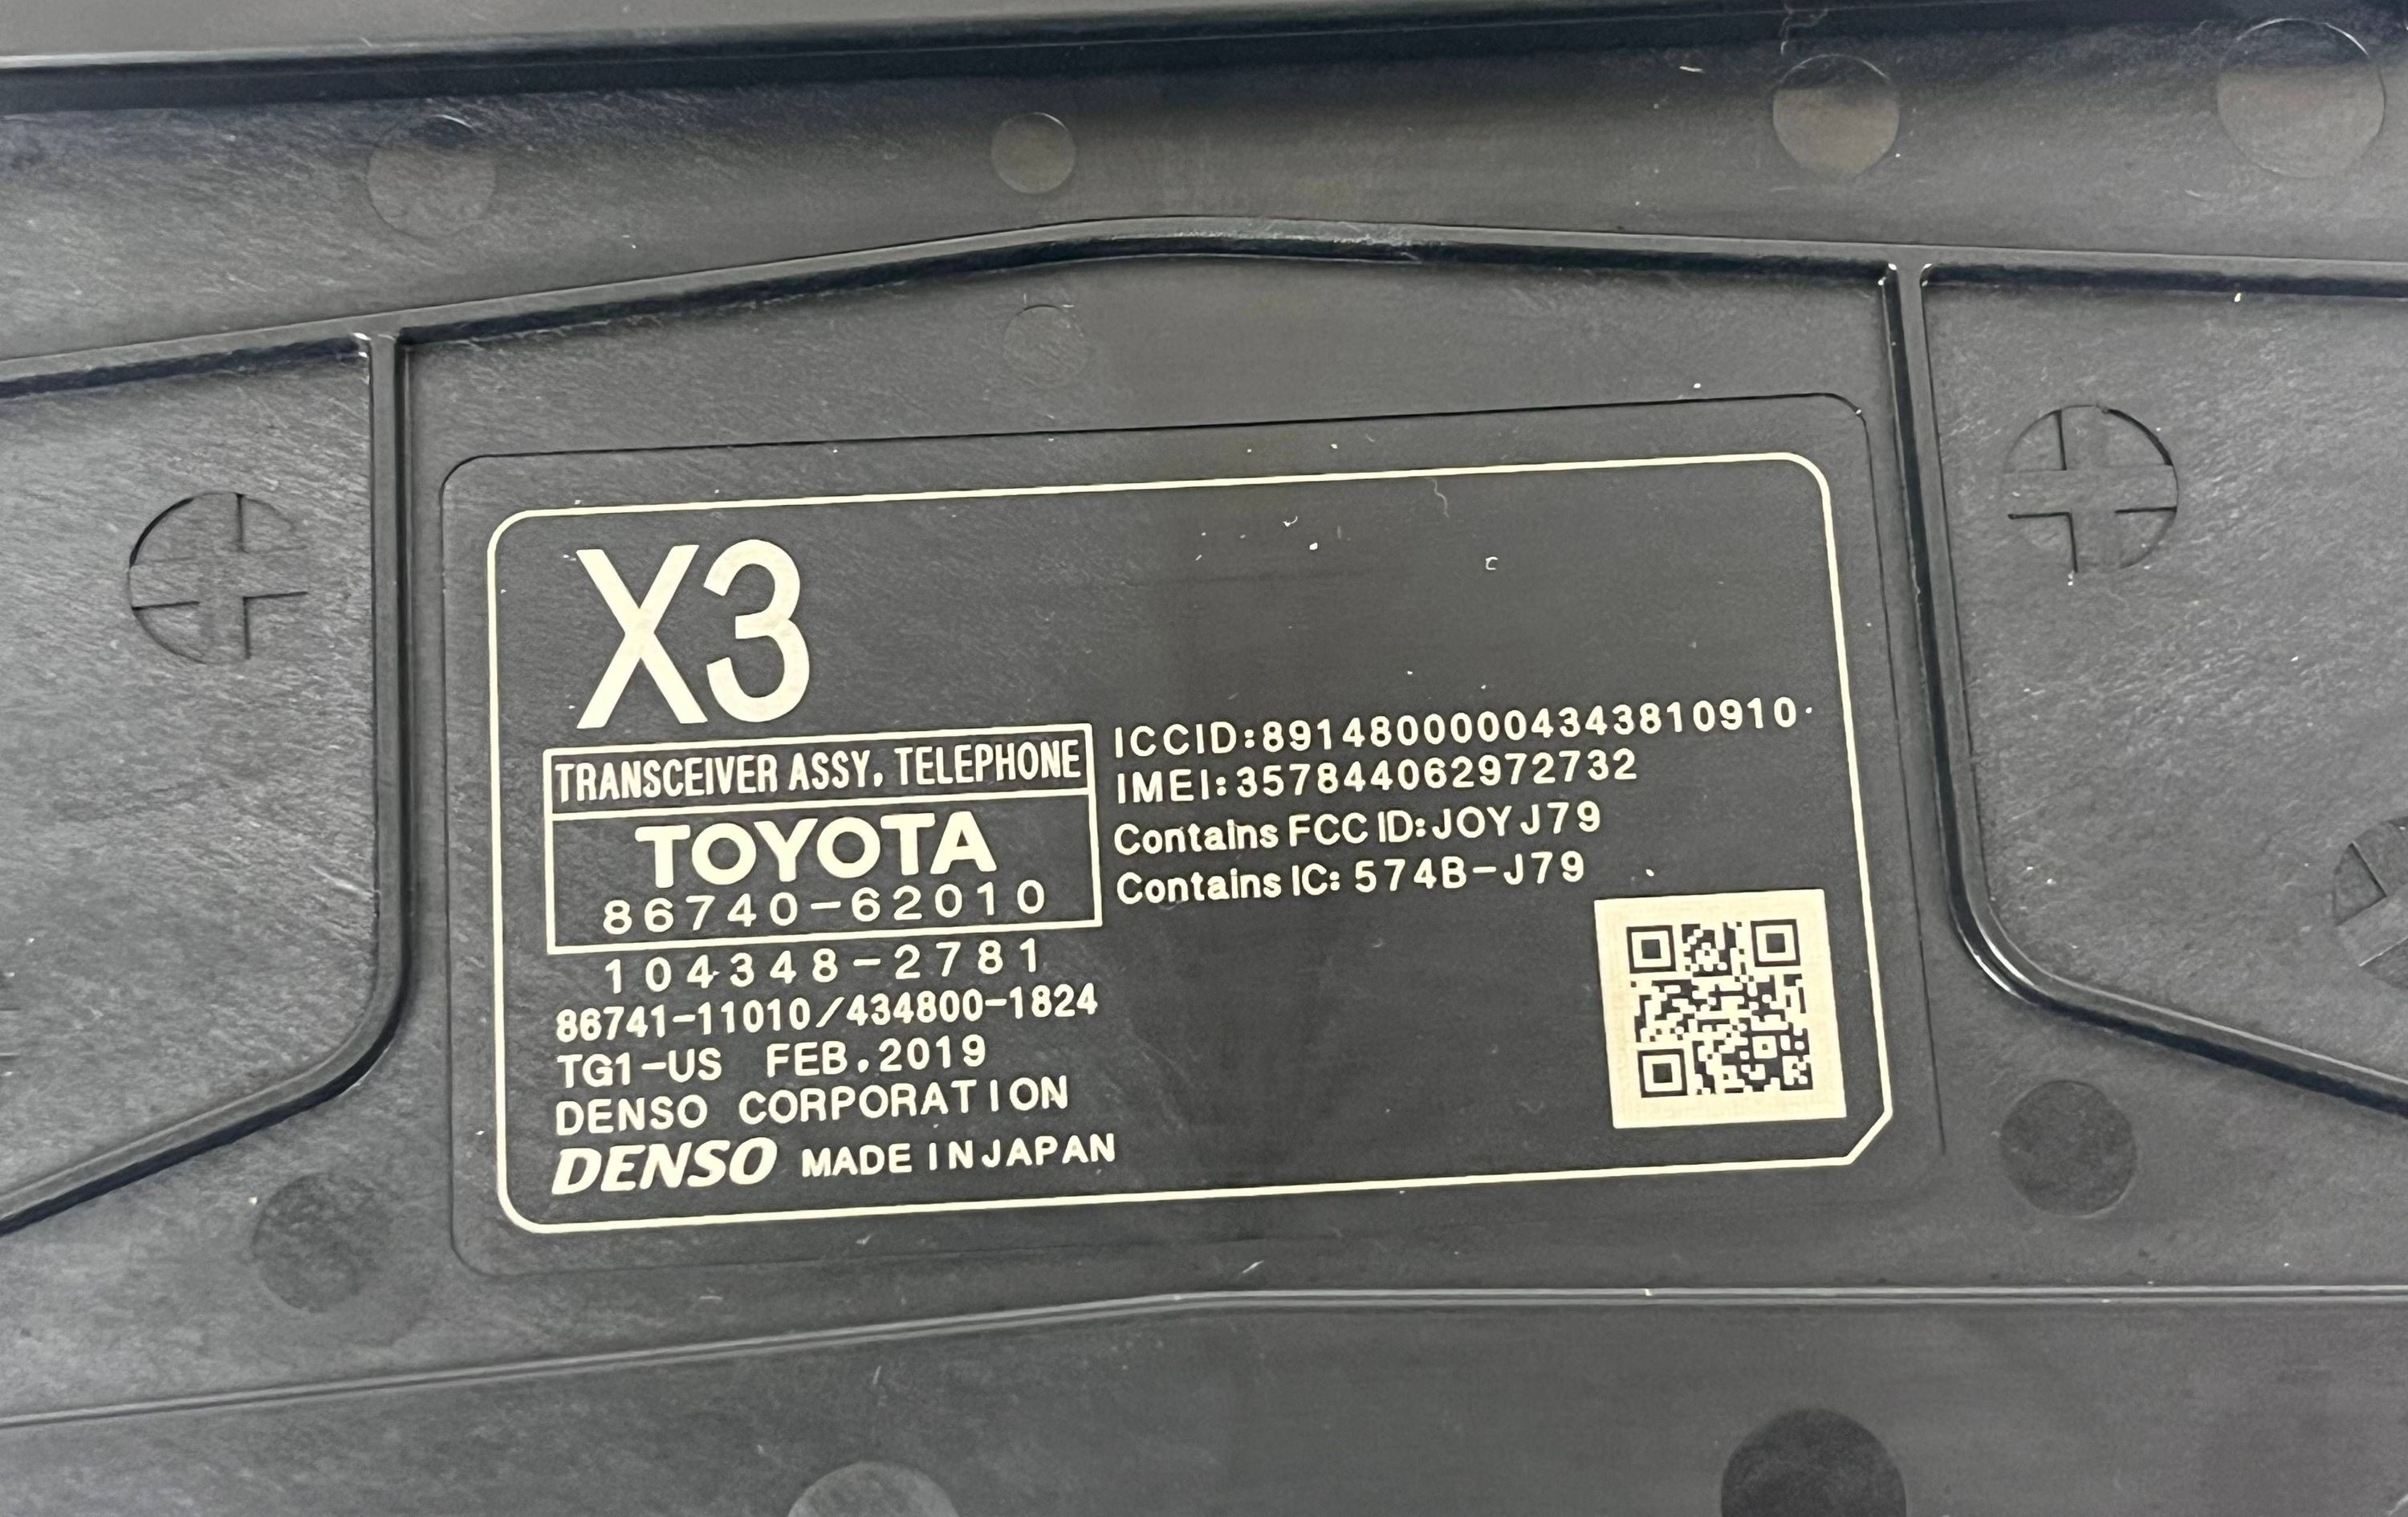 X3
TRANSCEIVER ASSY, TELEPHONE
TOYOTA
86740-62010
104348-2781
86741-11010/434800-1824
TG1-US FEB.2019
DENSO CORPORATION
DENSO MADE IN JAPAN
ICCID:89148000004343810910
IMEI:357844062972732
Contains FCC ID:JOYJ79
Contains IC: 574B-J79